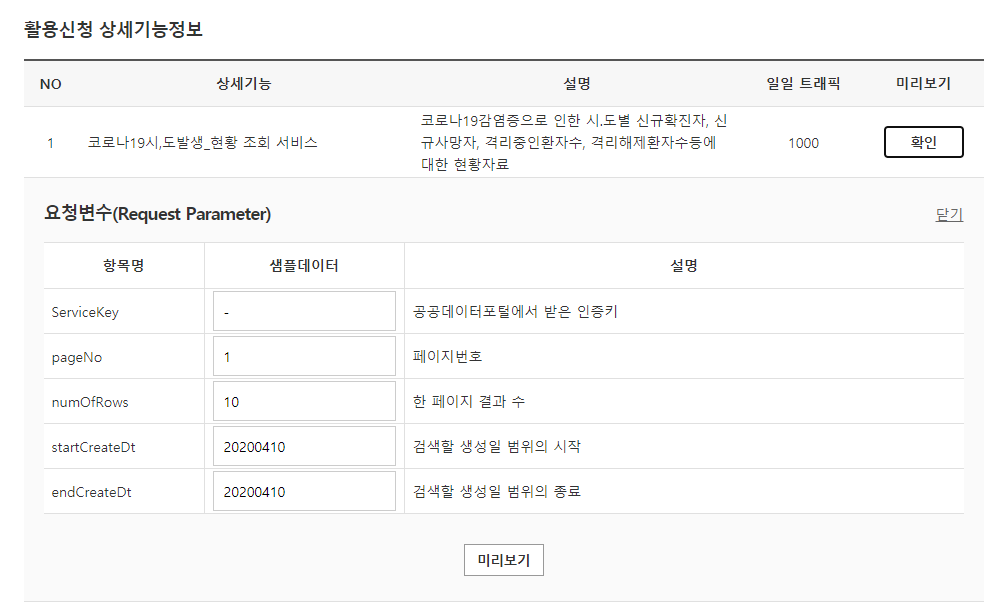 활용신청 상세기능정보
NO 상세기능 설명 일일 트래픽 미리보기
코로나19감염증으로 인한 시.도별 신규확진자, 신
1 코로나19시,도발생_현황 조회 서비스 규사망자, 격리중인환자수, 격리해제환자수등에 1000 확인
대한 현황자료
요청변수(Request Parameter) 닫기
항목명 샘플데이터 설명
ServiceKey - 공공데이터포털에서 받은 인증키
pageNo 1 페이지번호
numOfRows 10 한 페이지 결과 수
startCreateDt 20200410 검색할 생성일 범위의 시작
endCreateDt 20200410 검색할 생성일 범위의 종료
미리보기